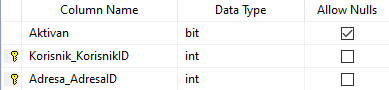 Column Name Data Type Allow Nulls
Aktivan bit
Korisnik_KorisnikID int
Adresa_AdresaID int